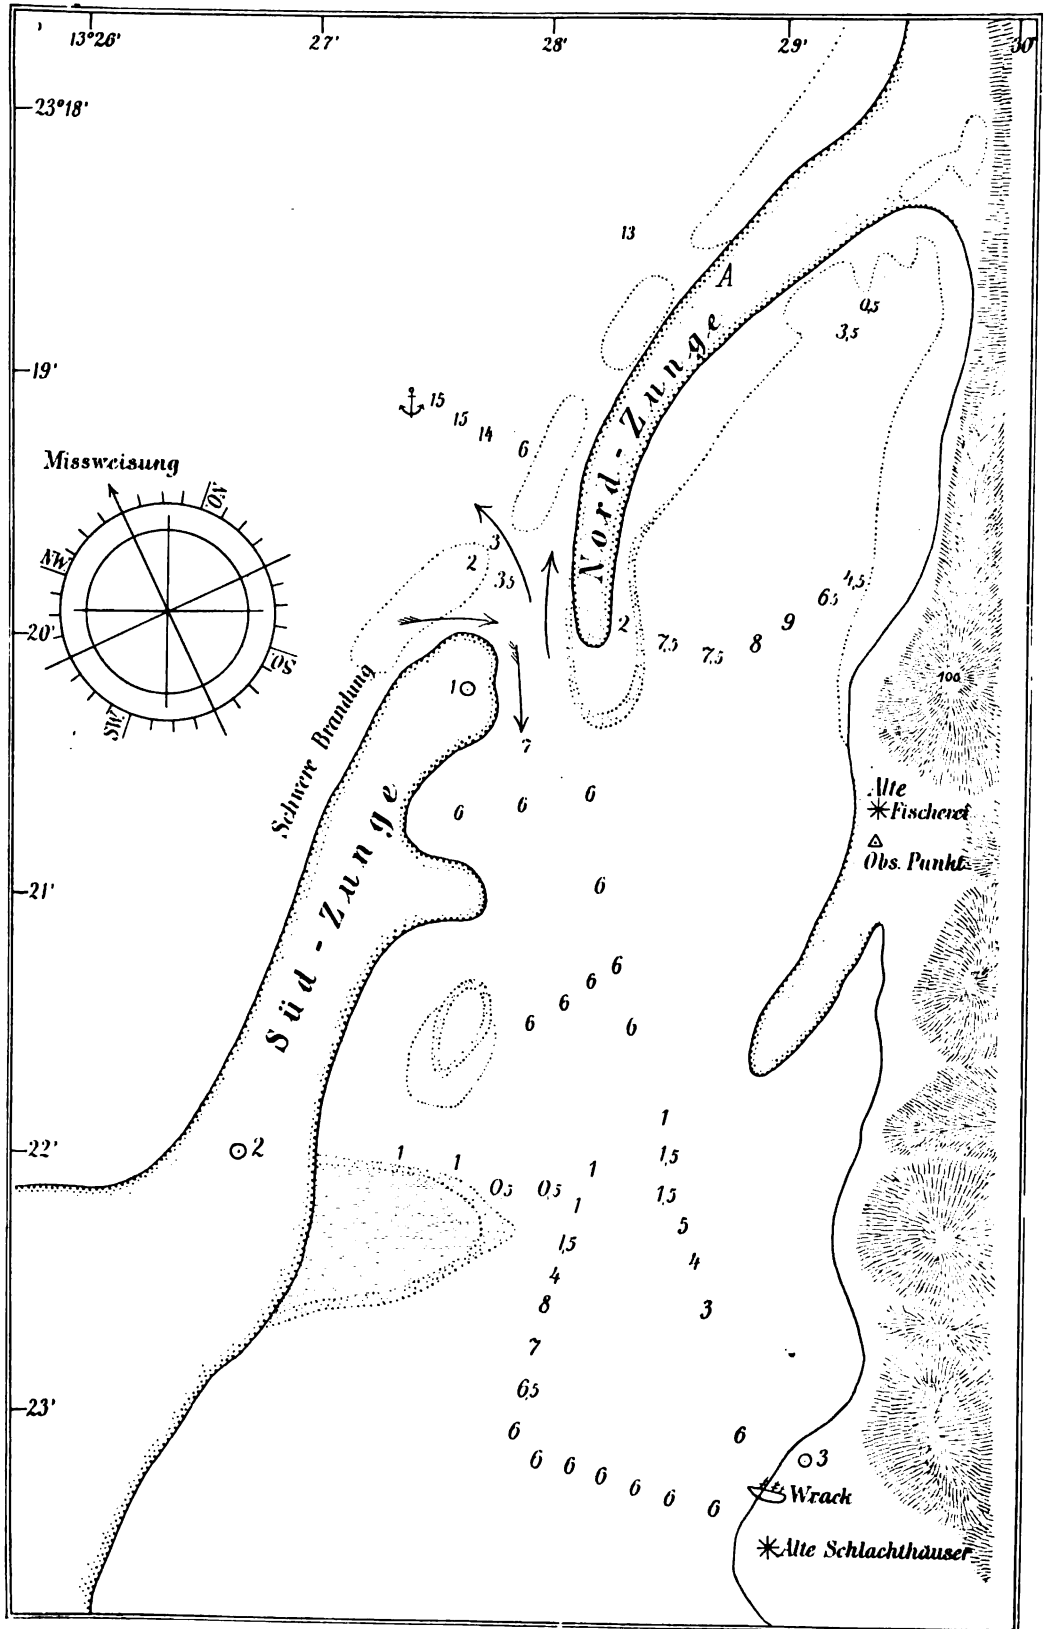 13°26' 27' 28' 29' 30'
23°18'
13
A
0,5
3,5
19'
15
15
14
6
Nord-Zunge
Missweisung
NO
NW
SO
SW
3
2
3,5
4,5
6,5
9
8
7,5
7,5
2
20'
100
1
Schwere Brandung
7
6 6 6
Alte
Fischerei
Obs. Punkt
Süd-Zunge
21'
6
6
6
6
6 6
1
22'
2
1 1 1 1,5
0,5 0,5 1 1,5
1,5 5
4 4
8 3
7
6,5
23'
6 6
3
6 6 6 6 6 6
Wrack
Alte Schlachthäuser